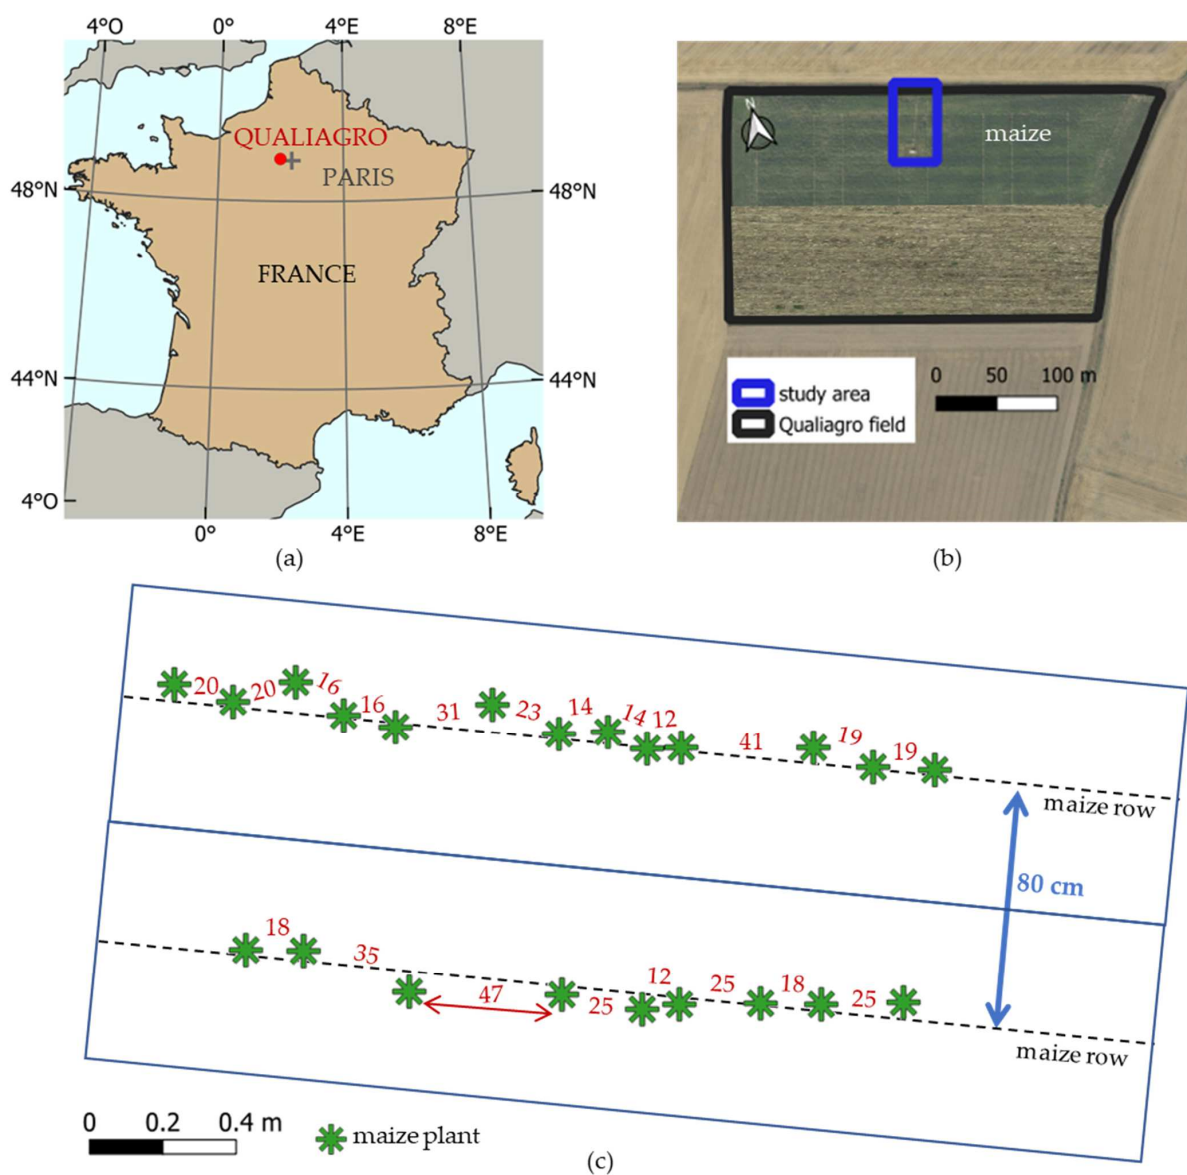 4°O 0° 4°E 8°E
QUALIAGRO
PARIS
48°N 48°N
FRANCE
44°N 44°N
4°O
0° 4°E 8°E
(a)
N
maize
0 50 100 m
study area
Qualiagro field
(b)
20 20 16 16 31 23 14 14 12 41 19 19
maize row
80 cm
18 35 47 25 12 25 18 25
maize row
0 0.2 0.4 m
maize plant
(c)